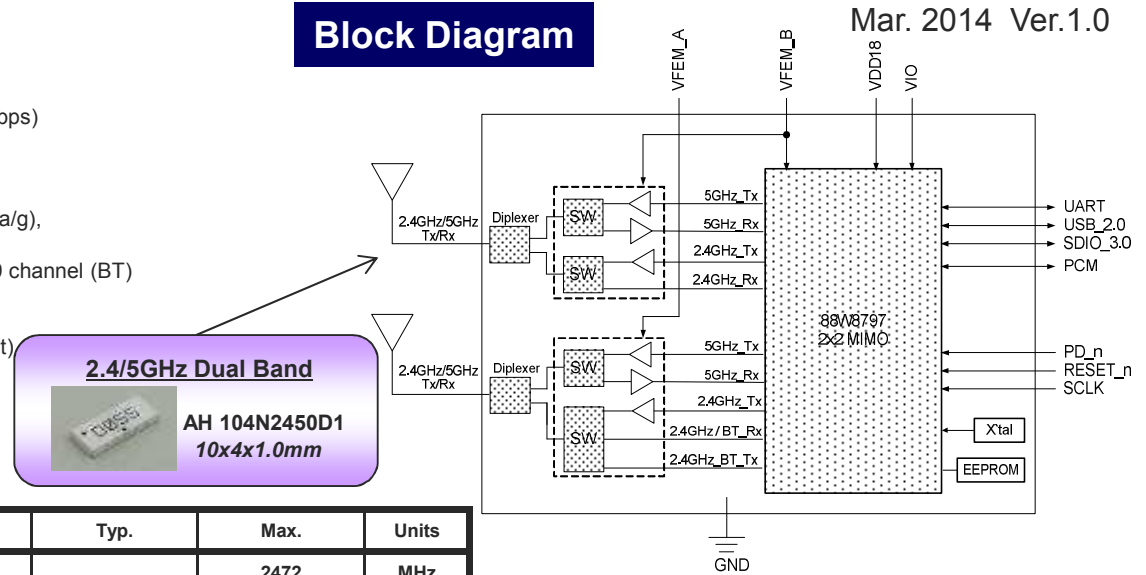 Block Diagram
Mar. 2014 Ver.1.0
VFEM_A
VFEM_B
VDD18
VIO
bps)
a/g),
channel (BT)
t)
2.4GHz/5GHz
Tx/Rx
Diplexer
SW
SW
5GHz_Tx
5GHz_Rx
2.4GHz_Tx
2.4GHz_Rx
88W8797
2x2 MIMO
UART
USB_2.0
SDIO_3.0
PCM
PD_n
RESET_n
SCLK
X'tal
EEPROM
2.4GHz/5GHz
Tx/Rx
Diplexer
SW
SW
5GHz_Tx
5GHz_Rx
2.4GHz_Tx
2.4GHz / BT_Rx
2.4GHz_BT_Tx
GND
2.4/5GHz Dual Band
AH 104N2450D1
10x4x1.0mm
Typ. Max. Units
2472 MHz